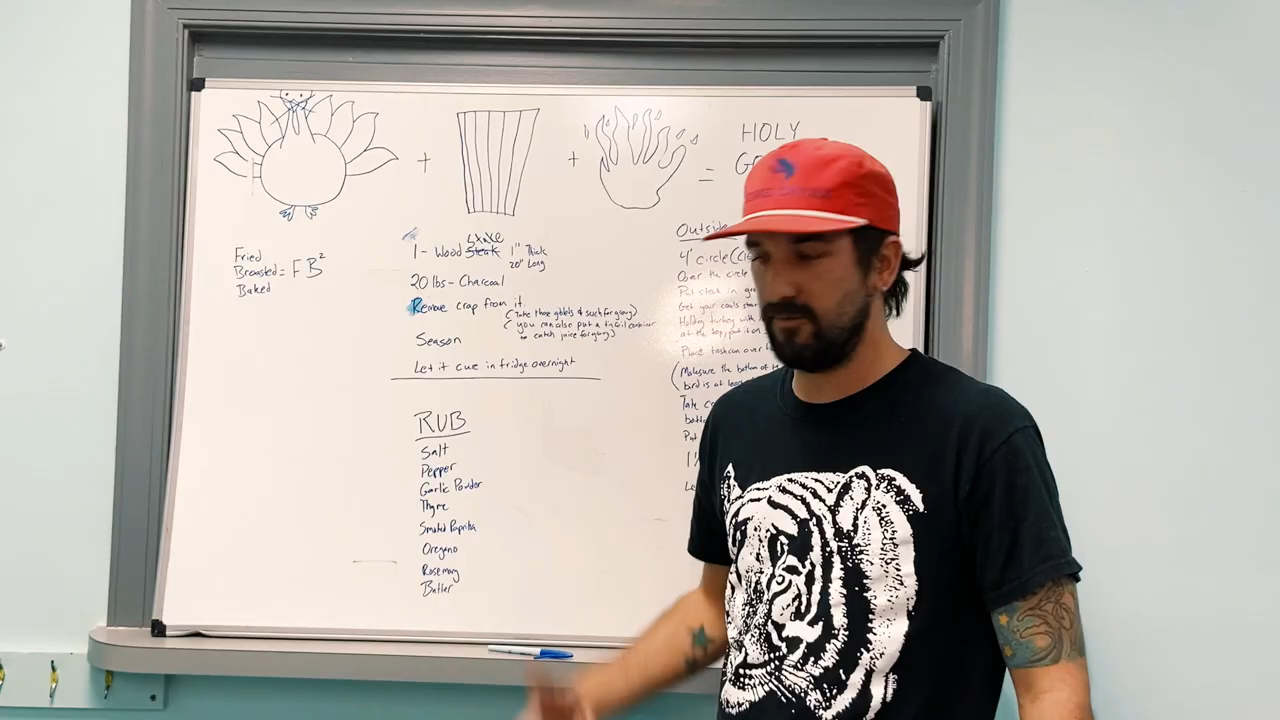 + + = HOLY
Fried
Broasted = FB²
Baked
Stake
1 - Wood Steak 1" Thick
20" Long
20 lbs - Charcoal
Remove crap from it.
(Take those giblets & such for gravy)
(you can also put a tinfoil container
to catch juice for gravy)
Season
Let it cure in fridge overnight
RUB
Salt
Pepper
Garlic Powder
Thyme
Smoked Paprika
Oregano
Rosemary
Butter
Outside
4' circle
Over the circle
Put steak in
Get your coals
Holding turkey with
at the top, put it on
Place trashcan over
(Makesure the bottom of
bird is at
Take
Put